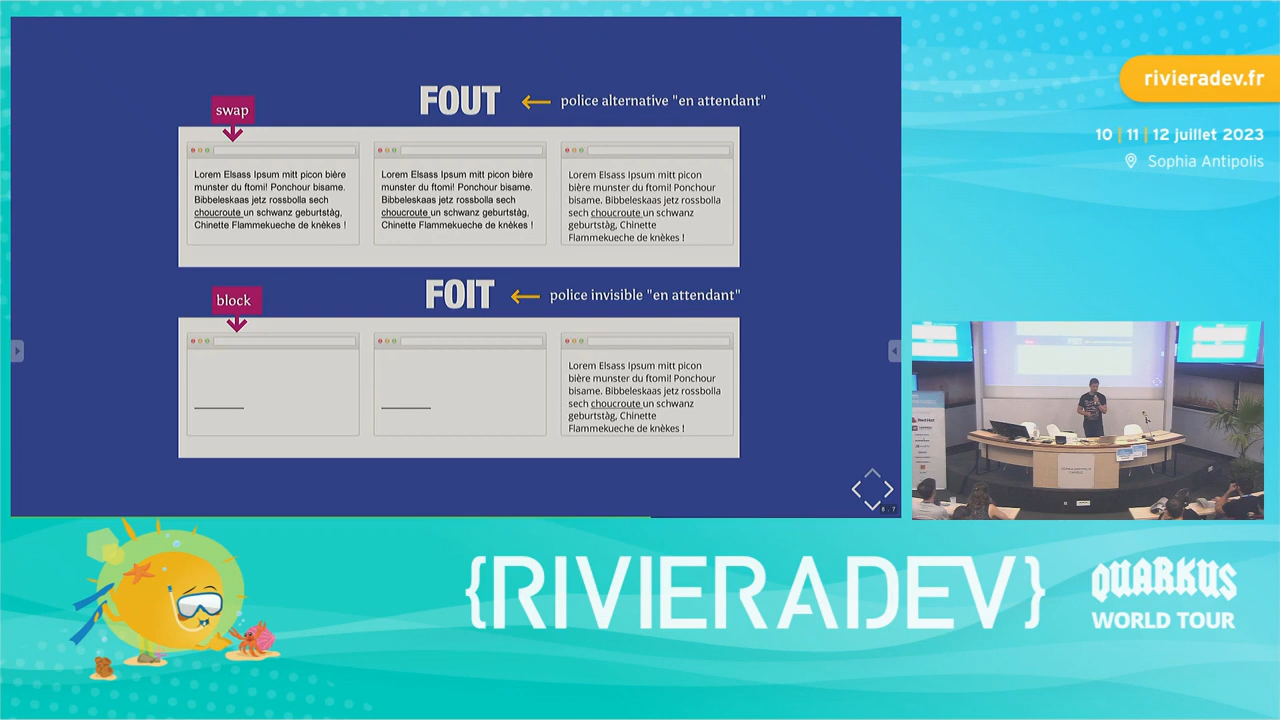 FOUT
police alternative "en attendant"
swap
Lorem Elsass Ipsum mitt picon bière
munster du ftomi! Ponchour bisame.
Bibbeleskaas jetz rossbolla sech
choucroute un schwanz geburtstàg,
Chinette Flammekueche de knèkes !
Lorem Elsass Ipsum mitt picon bière
munster du ftomi! Ponchour bisame.
Bibbeleskaas jetz rossbolla sech
choucroute un schwanz geburtstàg,
Chinette Flammekueche de knèkes !
Lorem Elsass Ipsum mitt picon
bière munster du ftomi! Ponchour
bisame. Bibbeleskaas jetz rossbolla
sech choucroute un schwanz
geburtstàg, Chinette
Flammekueche de knèkes !
FOIT
police invisible "en attendant"
block
Lorem Elsass Ipsum mitt picon
bière munster du ftomi! Ponchour
bisame. Bibbeleskaas jetz rossbolla
sech choucroute un schwanz
geburtstàg, Chinette
Flammekueche de knèkes !
rivieradev.fr
10 | 11 | 12 juillet 2023
Sophia Antipolis
{RIVIERADEV}
QUARKUS
WORLD TOUR